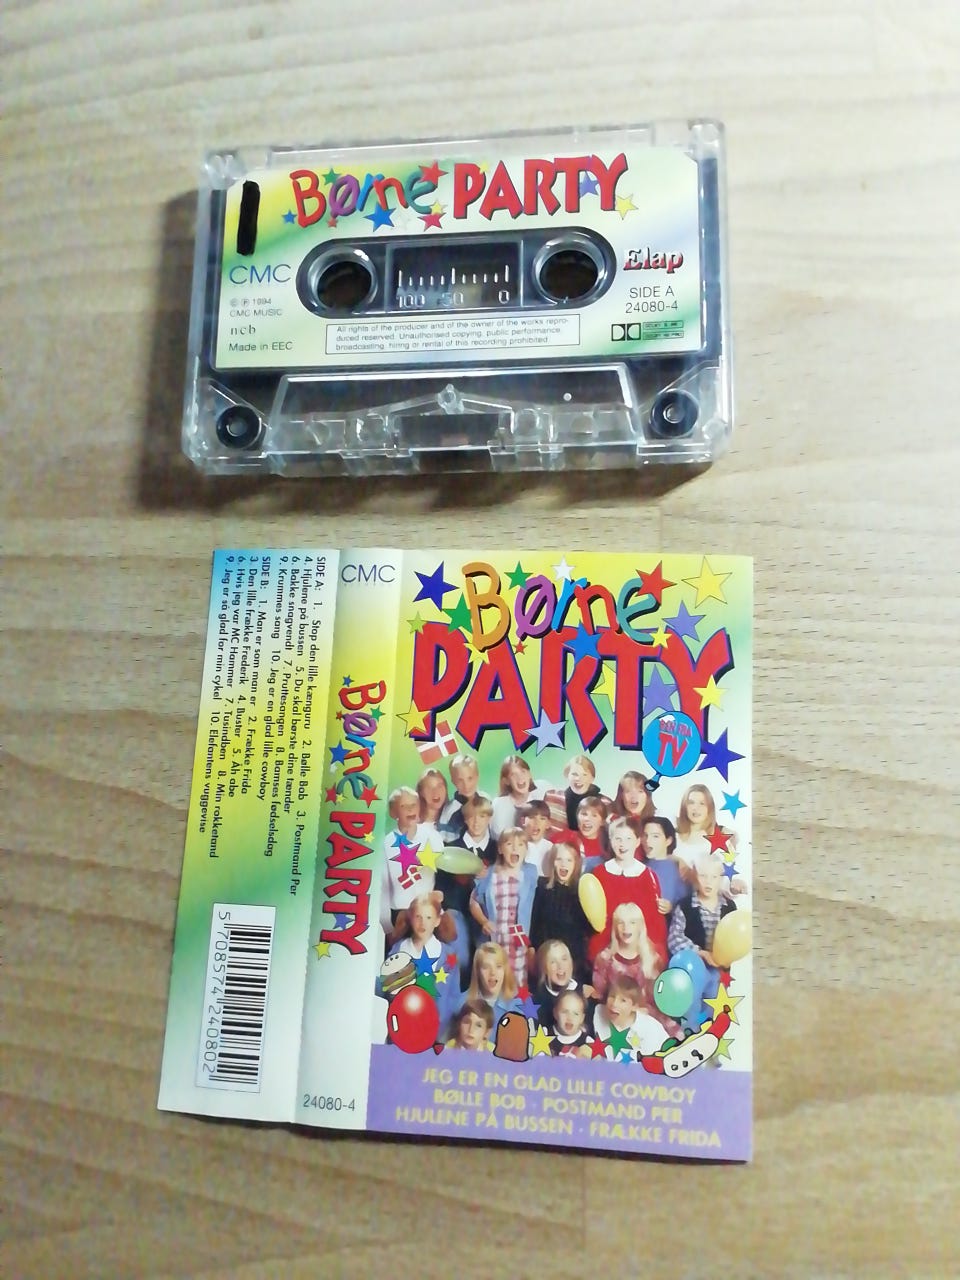 Børne PARTY
CMC
Elap
© ℗ 1994
CMC MUSIC
SIDE A
24080-4
ncb
Made in EEC
All rights of the producer and of the owner of the works repro-
duced reserved. Unauthorised copying, public performance,
broadcasting, hiring or rental of this recording prohibited
100 50 0
Børne
PARTY
TV
JEG ER EN GLAD LILLE COWBOY
BØLLE BOB · POSTMAND PER
HJULENE PÅ BUSSEN · FRÆKKE FRIDA
CMC
Børne PARTY
24080-4
SIDE A: 1. Stop den lille kænguru 2. Bølle Bob 3. Postmand Per
4. Hjulene på bussen 5. Du skal børste dine tænder
6. Bakke snagvendt 7. Pruttesangen 8. Bamses fødselsdag
9. Krummes sang 10. Jeg er en glad lille cowboy
SIDE B: 1. Man er som man er 2. Frække Frida
3. Den lille frække Frederik 4. Buster 5. Åh abe
6. Hvis jeg var MC Hammer 7. Tusindben 8. Min rokketand
9. Jeg er så glad for min cykel 10. Elefantens vuggevise
5 708574 240802